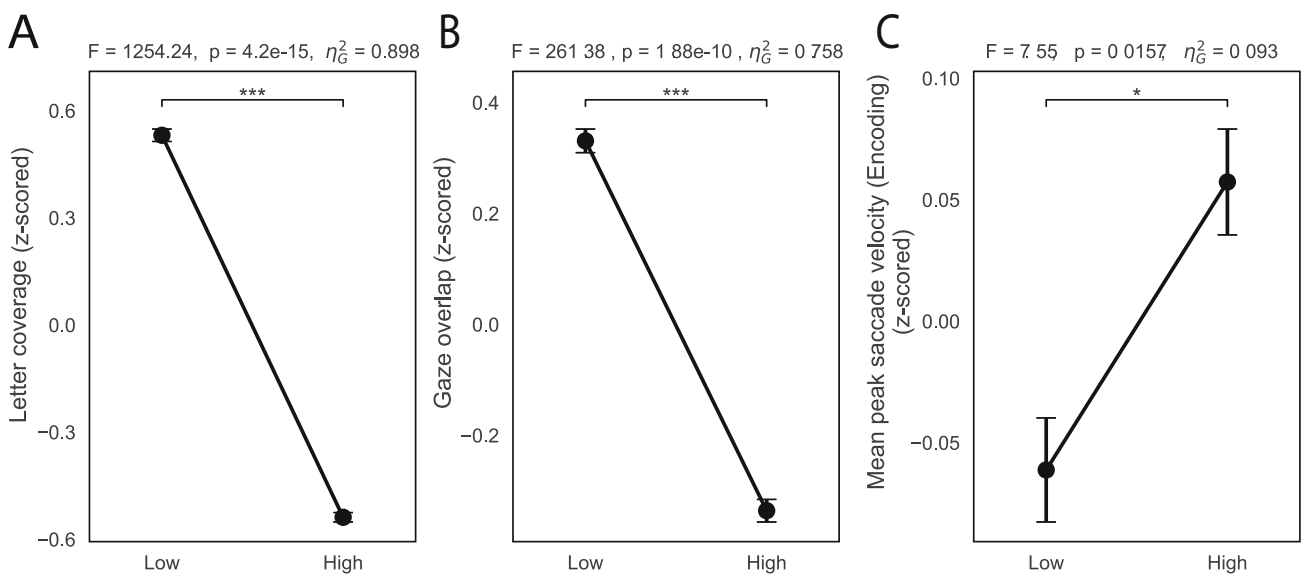 A
F = 1254.24, p = 4.2e-15, η²G = 0.898
***
Letter coverage (z-scored)
0.6
0.3
0.0
−0.3
−0.6
Low High
B
F = 261 38 , p = 1 88e-10 , η²G = 0 758
***
Gaze overlap (z-scored)
0.4
0.2
0.0
−0.2
Low High
C
F = 7 55, p = 0 0157, η²G = 0 093
*
Mean peak saccade velocity (Encoding)
(z-scored)
0.10
0.05
0.00
−0.05
Low High